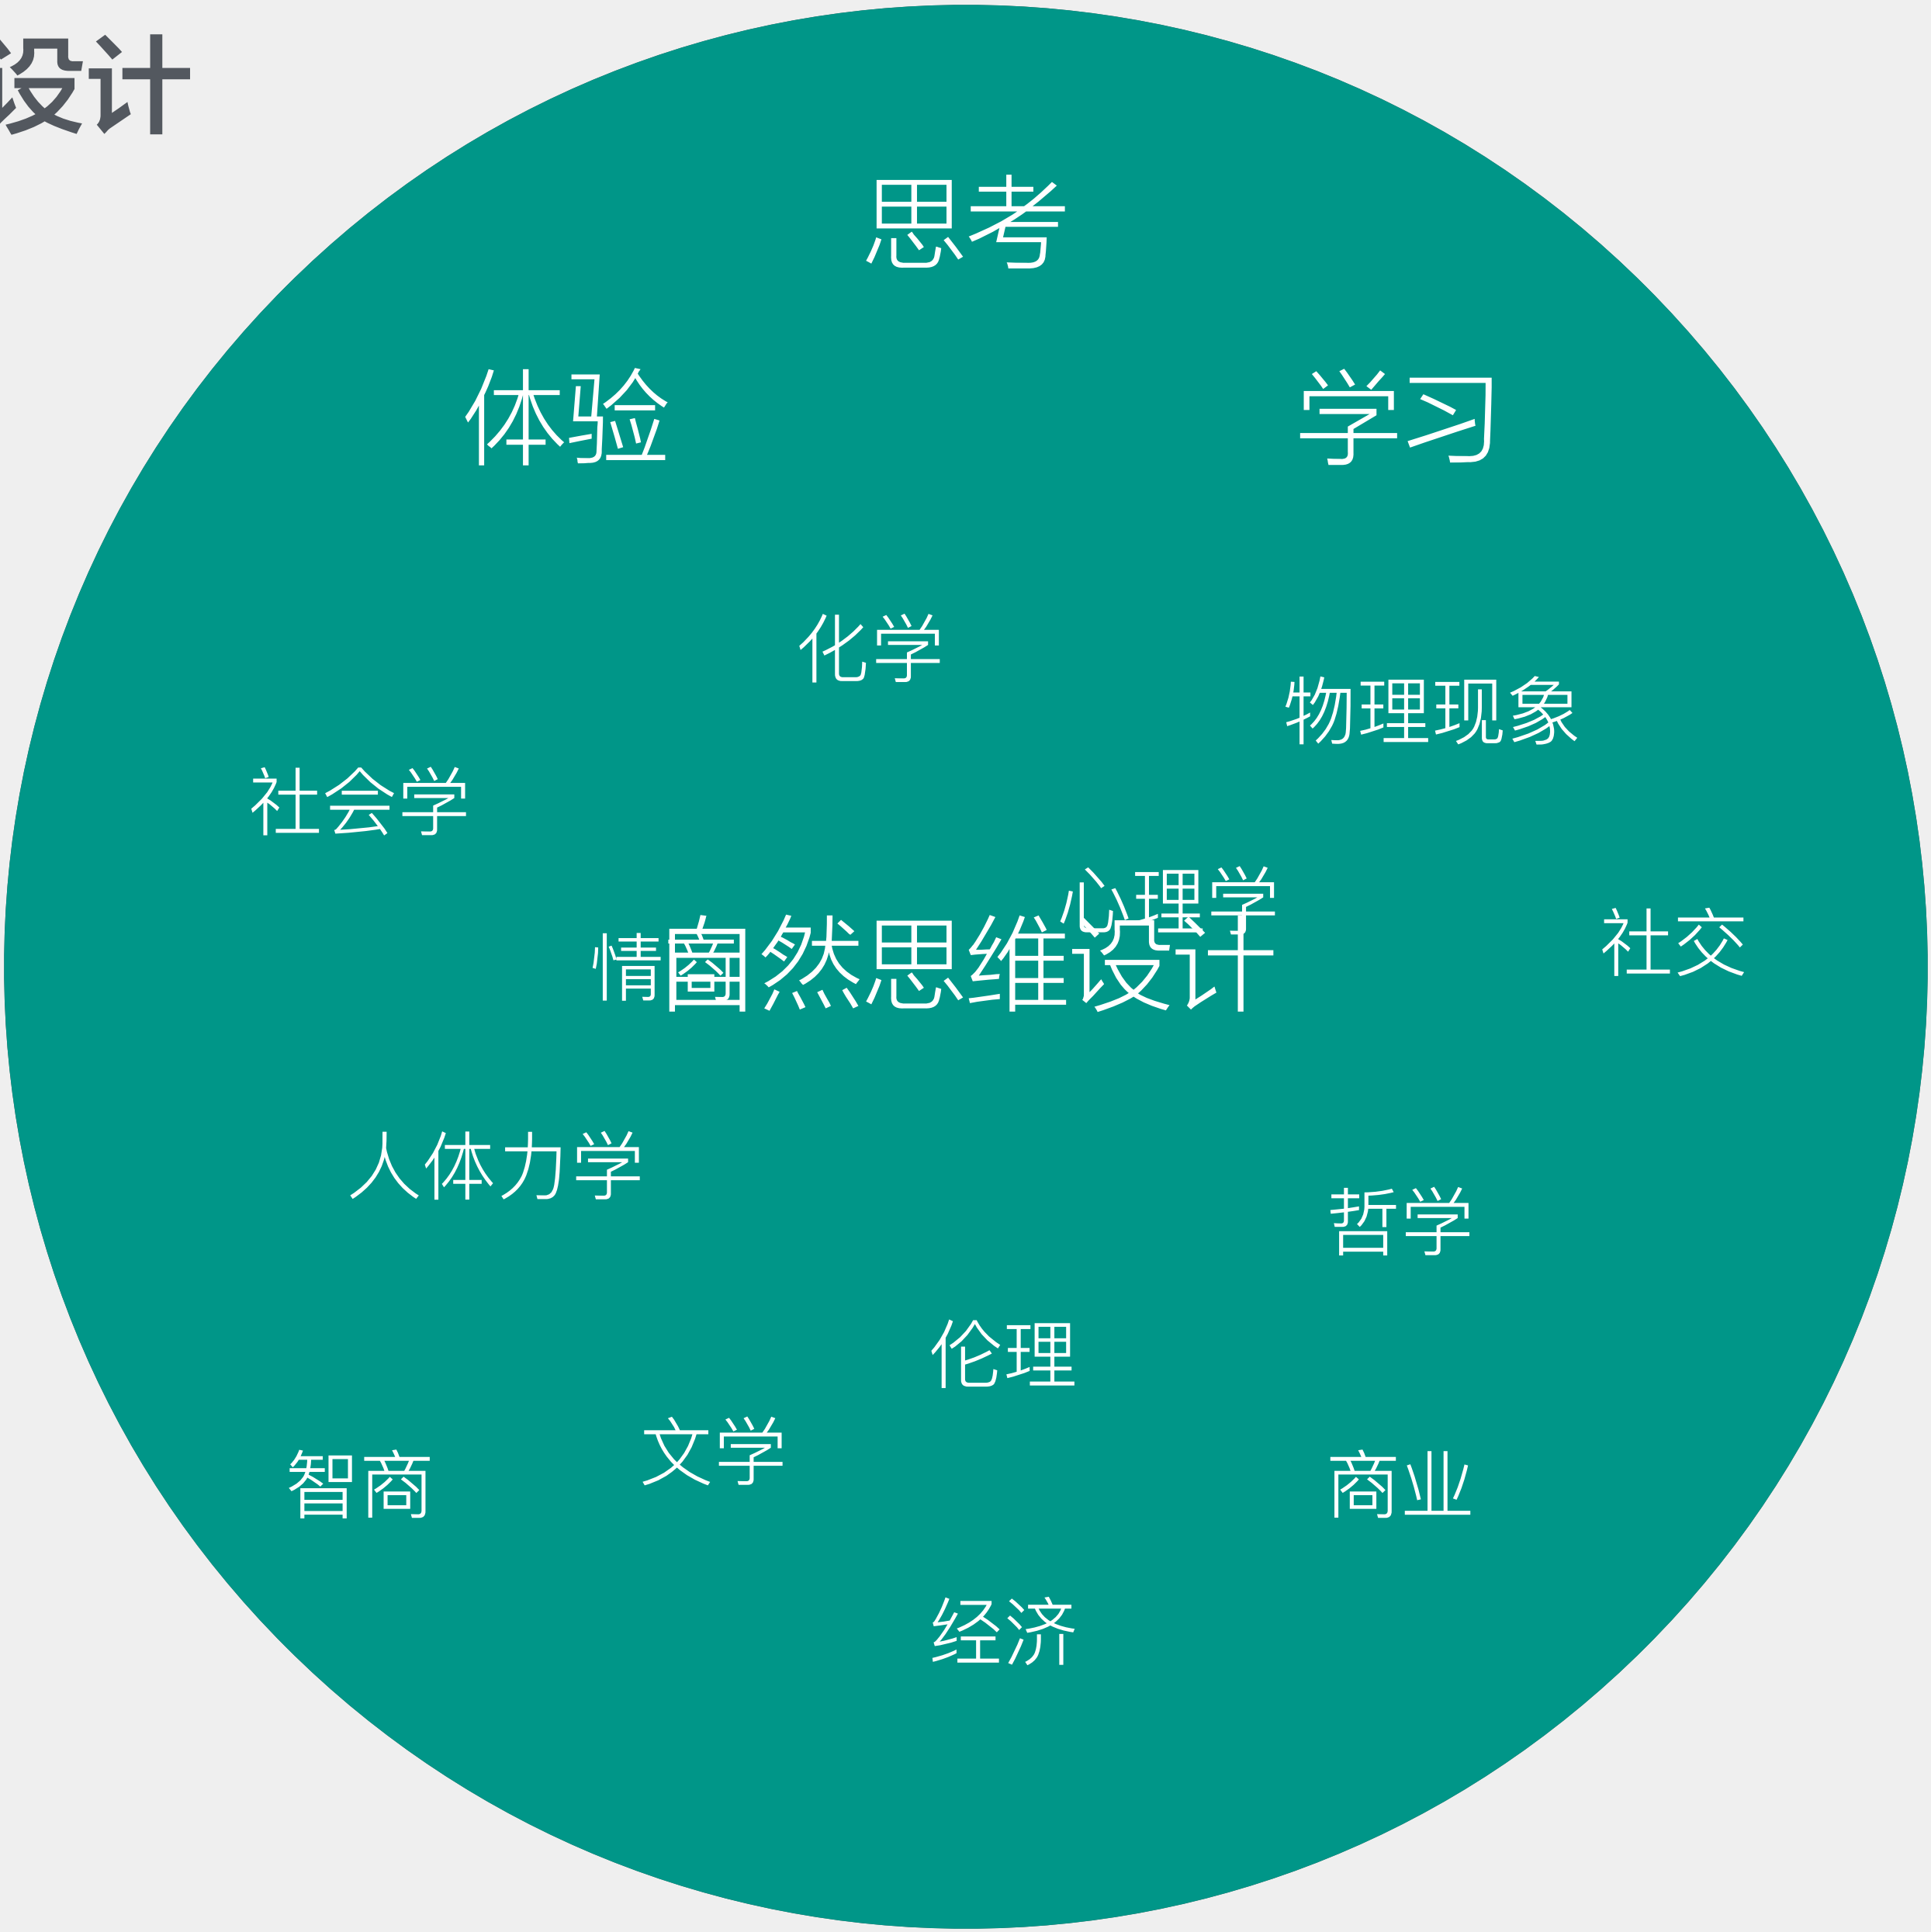 设计
思考
体验
学习
化学
物理现象
社会学
心理学
社交
情商
自然思维设计
人体力学
哲学
伦理
文学
智商
商业
经济